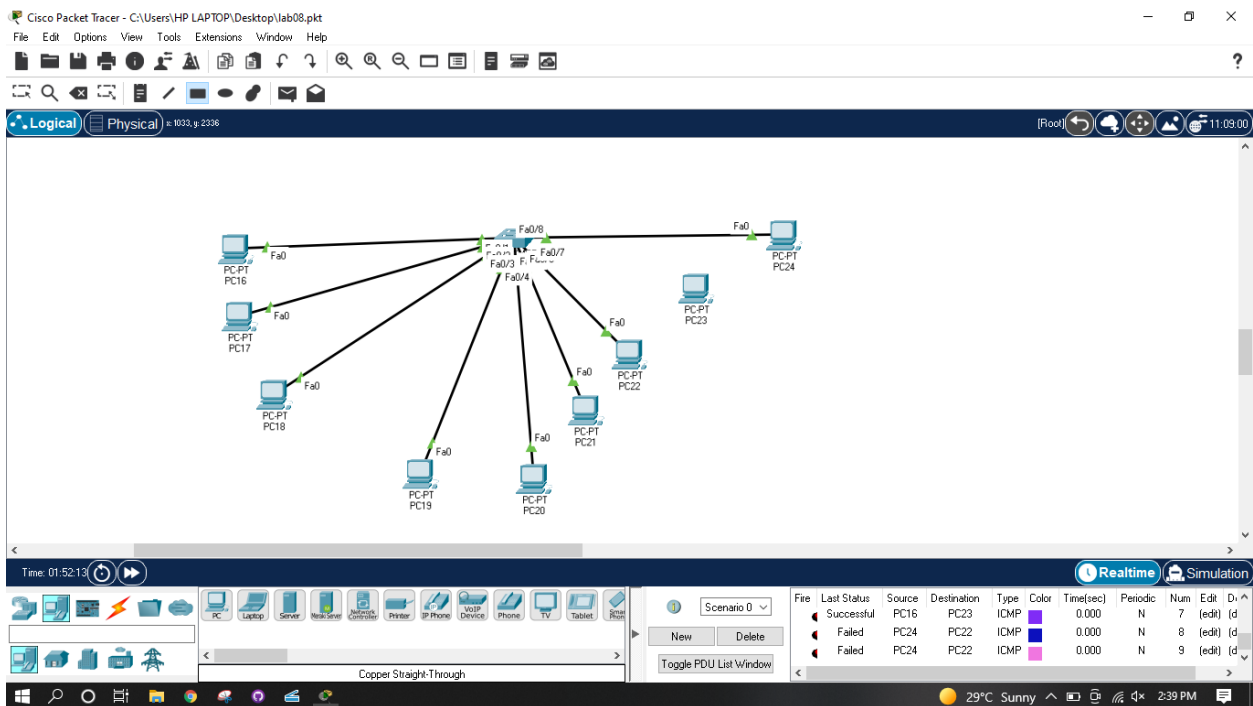 Cisco Packet Tracer - C:\Users\HP LAPTOP\Desktop\lab08.pkt
File Edit Options View Tools Extensions Window Help
?
Logical Physical x: 1033, y: 2336 [Root] 11:09:00
Fa0/8
Fa0
PC-PT
PC24
Fa0
PC-PT
PC16
Fa0/7
Fa0/3
Fa0/4
PC-PT
PC23
Fa0
PC-PT
PC17
Fa0
PC-PT
PC22
Fa0
PC-PT
PC18
Fa0
PC-PT
PC21
Fa0
PC-PT
PC19
Fa0
PC-PT
PC20
Time: 01:52:13 Realtime Simulation
PC Laptop Server Meraki Server Network Controller Printer IP Phone VoIP Device Phone TV Tablet
Copper Straight-Through
Scenario 0
New Delete
Toggle PDU List Window
Fire Last Status Source Destination Type Color Time(sec) Periodic Num Edit
Successful PC16 PC23 ICMP 0.000 N 7 (edit) (d
Failed PC24 PC22 ICMP 0.000 N 8 (edit) (d
Failed PC24 PC22 ICMP 0.000 N 9 (edit) (d
29°C Sunny 2:39 PM